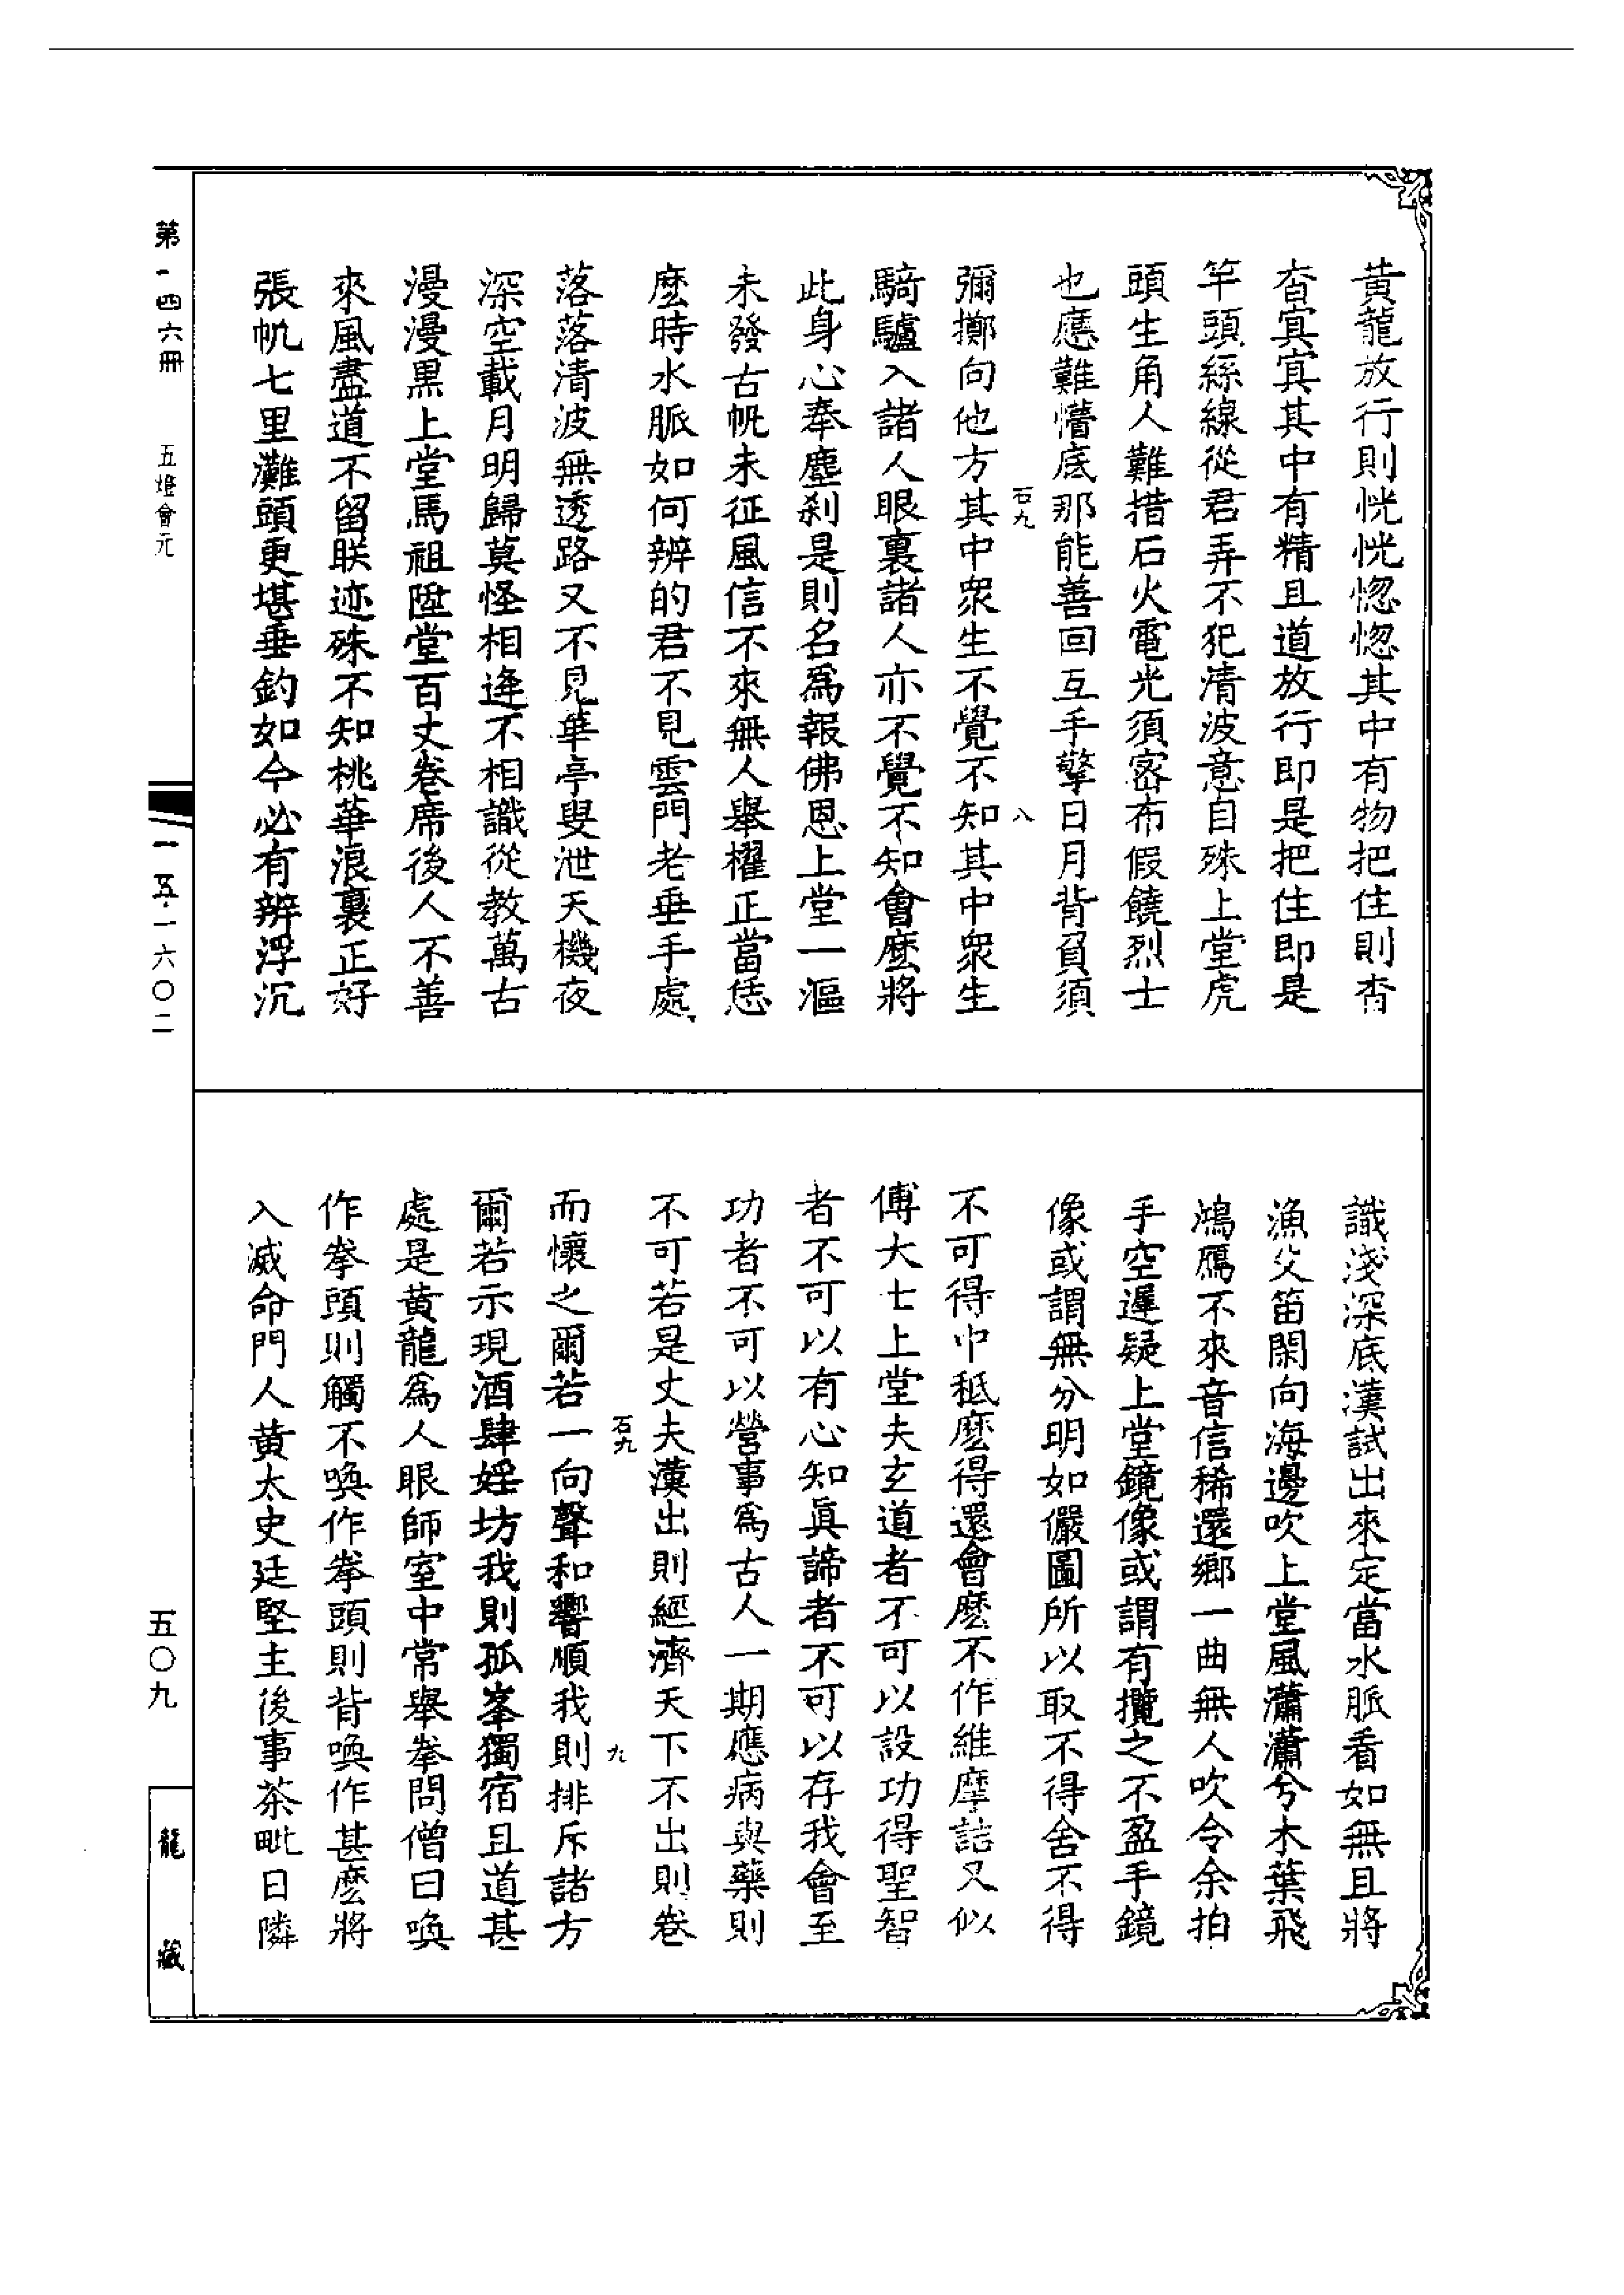 黃龍放行則恍恍惚惚其中有物把住則杳
杳㝠㝠其中有精且道放行即是把住即是
竿頭絲線從君弄不犯清波意自殊上堂虎
頭生角人難措石火電光須密布假饒烈士
也應難懵底那能善回互手擎日月背負須
彌擲向他方其中衆生不覺不知其中衆生
騎驢入諸人眼裏諸人亦不覺不知會麽將
此身心奉塵刹是則名爲報佛恩上堂一漚
未發古帆未征風信不來無人舉櫂正當恁
麽時水脈如何辨的君不見雲門老垂手處
落落清波無透路又不見華亭叟泄天機夜
深空載月明歸莫怪相逄不相識從教萬古
漫漫黒上堂馬祖陞堂百丈卷席後人不善
來風盡道不留朕迹殊不知桃華浪裏正好
張帆七里灘頭更堪垂釣如今必有辨浮沉
石九
八
識淺深底漢試出來定當水脈看如無且將
漁父笛閑向海邊吹上堂風瀟瀟兮木葉飛
鴻鴈不來音信稀還鄉一曲無人吹令余拍
手空遲疑上堂鏡像或謂有攬之不盈手鏡
像或謂無分明如儼圖所以取不得舍不得
不可得中秪麽得還會麽不作維摩詰又似
傅大士上堂夫玄道者不可以設功得聖智
者不可以有心知眞諦者不可以存我會至
功者不可以營事爲古人一期應病與藥則
不可若是丈夫漢出則經濟天下不出則卷
而懷之爾若一向聲和響順我則排斥諸方
爾若示現酒肆婬坊我則孤峯獨宿且道甚
處是黃龍爲人眼師室中常舉拳問僧曰喚
作拳頭則觸不喚作拳頭則背喚作甚麽將
入滅命門人黃太史廷堅主後事茶毗日隣
石九
九
第一四六冊
五燈會元
一一五·一六〇二
五〇九
龍藏